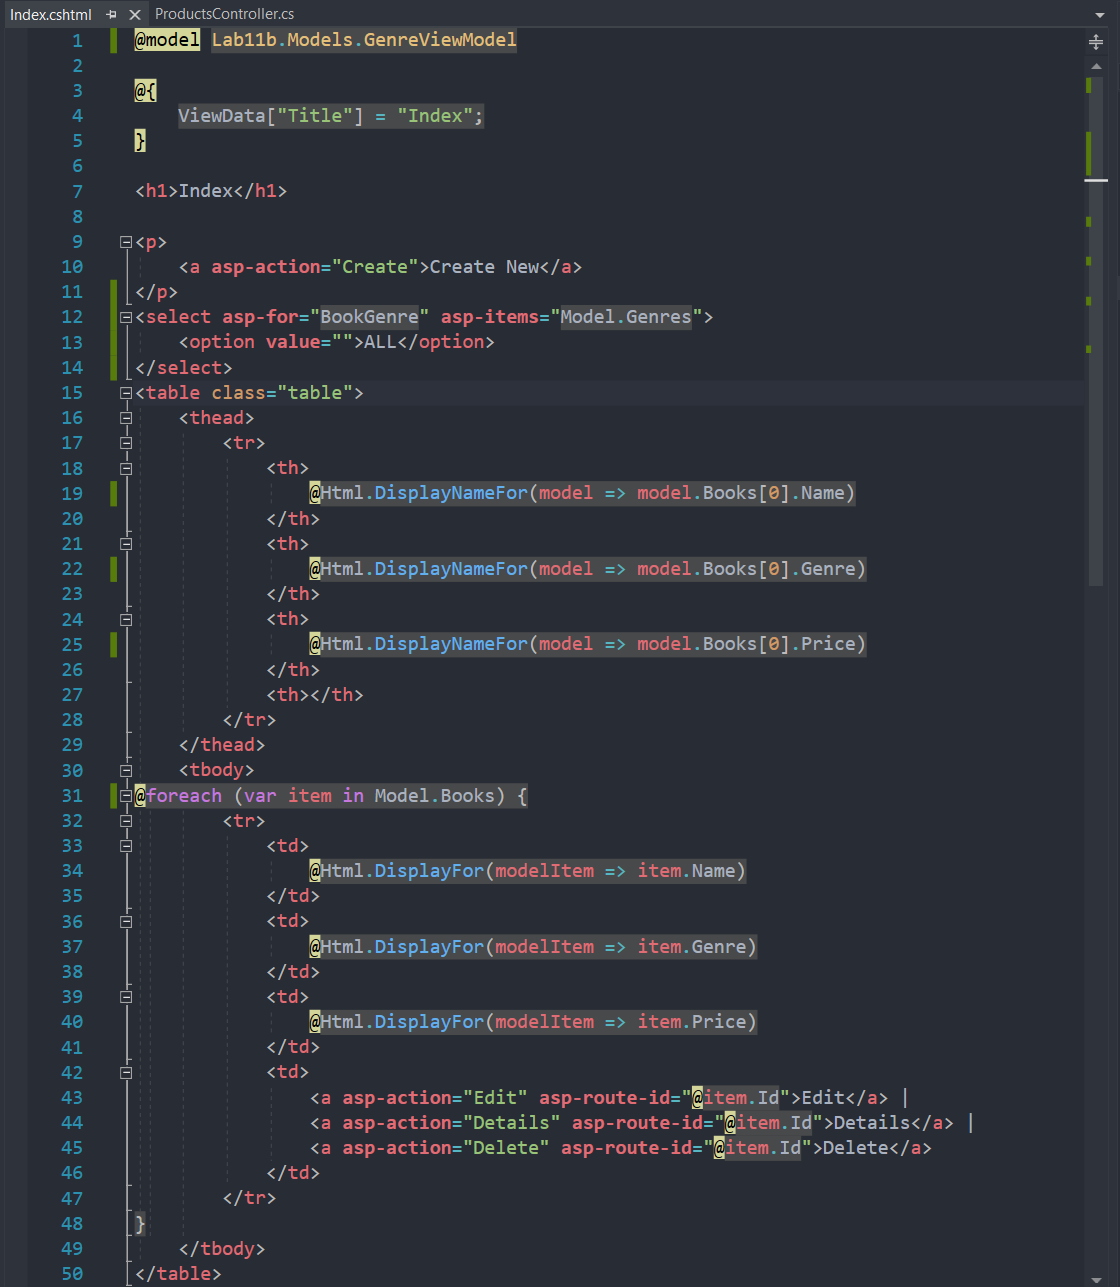 Index.cshtml ProductsController.cs
1 @model Lab11b.Models.GenreViewModel
2
3 @{
4 ViewData["Title"] = "Index";
5 }
6
7 <h1>Index</h1>
8
9 <p>
10 <a asp-action="Create">Create New</a>
11 </p>
12 <select asp-for="BookGenre" asp-items="Model.Genres">
13 <option value="">ALL</option>
14 </select>
15 <table class="table">
16 <thead>
17 <tr>
18 <th>
19 @Html.DisplayNameFor(model => model.Books[0].Name)
20 </th>
21 <th>
22 @Html.DisplayNameFor(model => model.Books[0].Genre)
23 </th>
24 <th>
25 @Html.DisplayNameFor(model => model.Books[0].Price)
26 </th>
27 <th></th>
28 </tr>
29 </thead>
30 <tbody>
31 @foreach (var item in Model.Books) {
32 <tr>
33 <td>
34 @Html.DisplayFor(modelItem => item.Name)
35 </td>
36 <td>
37 @Html.DisplayFor(modelItem => item.Genre)
38 </td>
39 <td>
40 @Html.DisplayFor(modelItem => item.Price)
41 </td>
42 <td>
43 <a asp-action="Edit" asp-route-id="@item.Id">Edit</a> |
44 <a asp-action="Details" asp-route-id="@item.Id">Details</a> |
45 <a asp-action="Delete" asp-route-id="@item.Id">Delete</a>
46 </td>
47 </tr>
48 }
49 </tbody>
50 </table>